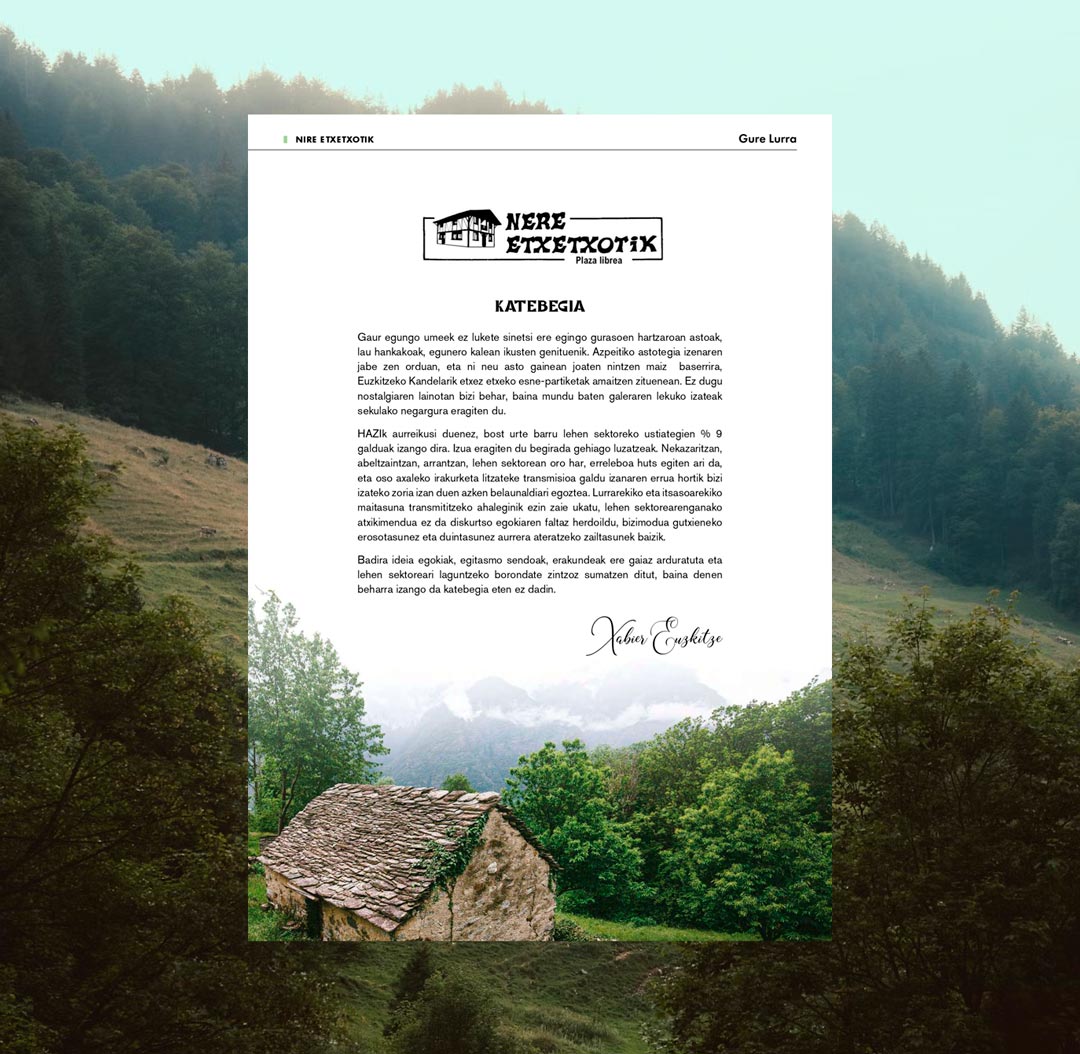 NIRE ETXETXOTIK
Gure Lurra
NERE
ETXETXOTIK
Plaza librea
KATEBEGIA
Gaur egungo umeek ez lukete sinetsi ere egingo gurasoen hartzaroan astoak,
lau hankakoak, egunero kalean ikusten genituenik. Azpeitiko astotegia izenaren
jabe zen orduan, eta ni neu asto gainean joaten nintzen maiz baserrira,
Euzkitzeko Kandelarik etxez etxeko esne-partiketak amaitzen zituenean. Ez dugu
nostalgiaren lainotan bizi behar, baina mundu baten galeraren lekuko izateak
sekulako negargura eragiten du.
HAZIk aurreikusi duenez, bost urte barru lehen sektoreko ustiategien % 9
galduak izango dira. Izua eragiten du begirada gehiago luzatzeak. Nekazaritzan,
abeltzaintzan, arrantzan, lehen sektorean oro har, erreleboa huts egiten ari da,
eta oso axaleko irakurketa litzateke transmisioa galdu izanaren errua hortik bizi
izateko zoria izan duen azken belaunaldiari egoztea. Lurrarekiko eta itsasoarekiko
maitasuna transmititzeko ahaleginik ezin zaie ukatu, lehen sektorearenganako
atxikimendua ez da diskurtso egokiaren faltaz herdoildu, bizimodua gutxieneko
erosotasunez eta duintasunez aurrera ateratzeko zailtasunek baizik.
Badira ideia egokiak, egitasmo sendoak, erakundeak ere gaiaz arduratuta eta
lehen sektoreari laguntzeko borondate zintzoz sumatzen ditut, baina denen
beharra izango da katebegia eten ez dadin.
Xabier Euzkitze